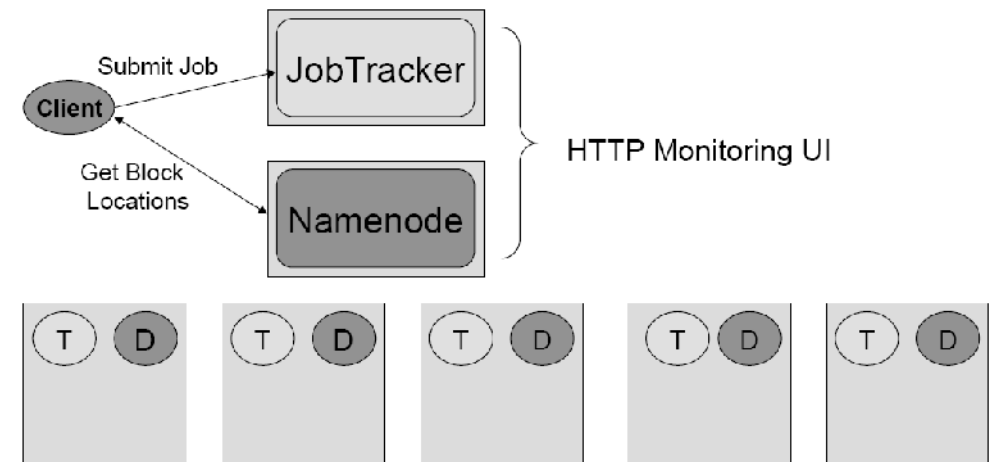 Submit Job
JobTracker
Client
HTTP Monitoring UI
Get Block
Locations
Namenode
T D T D T D T D T D